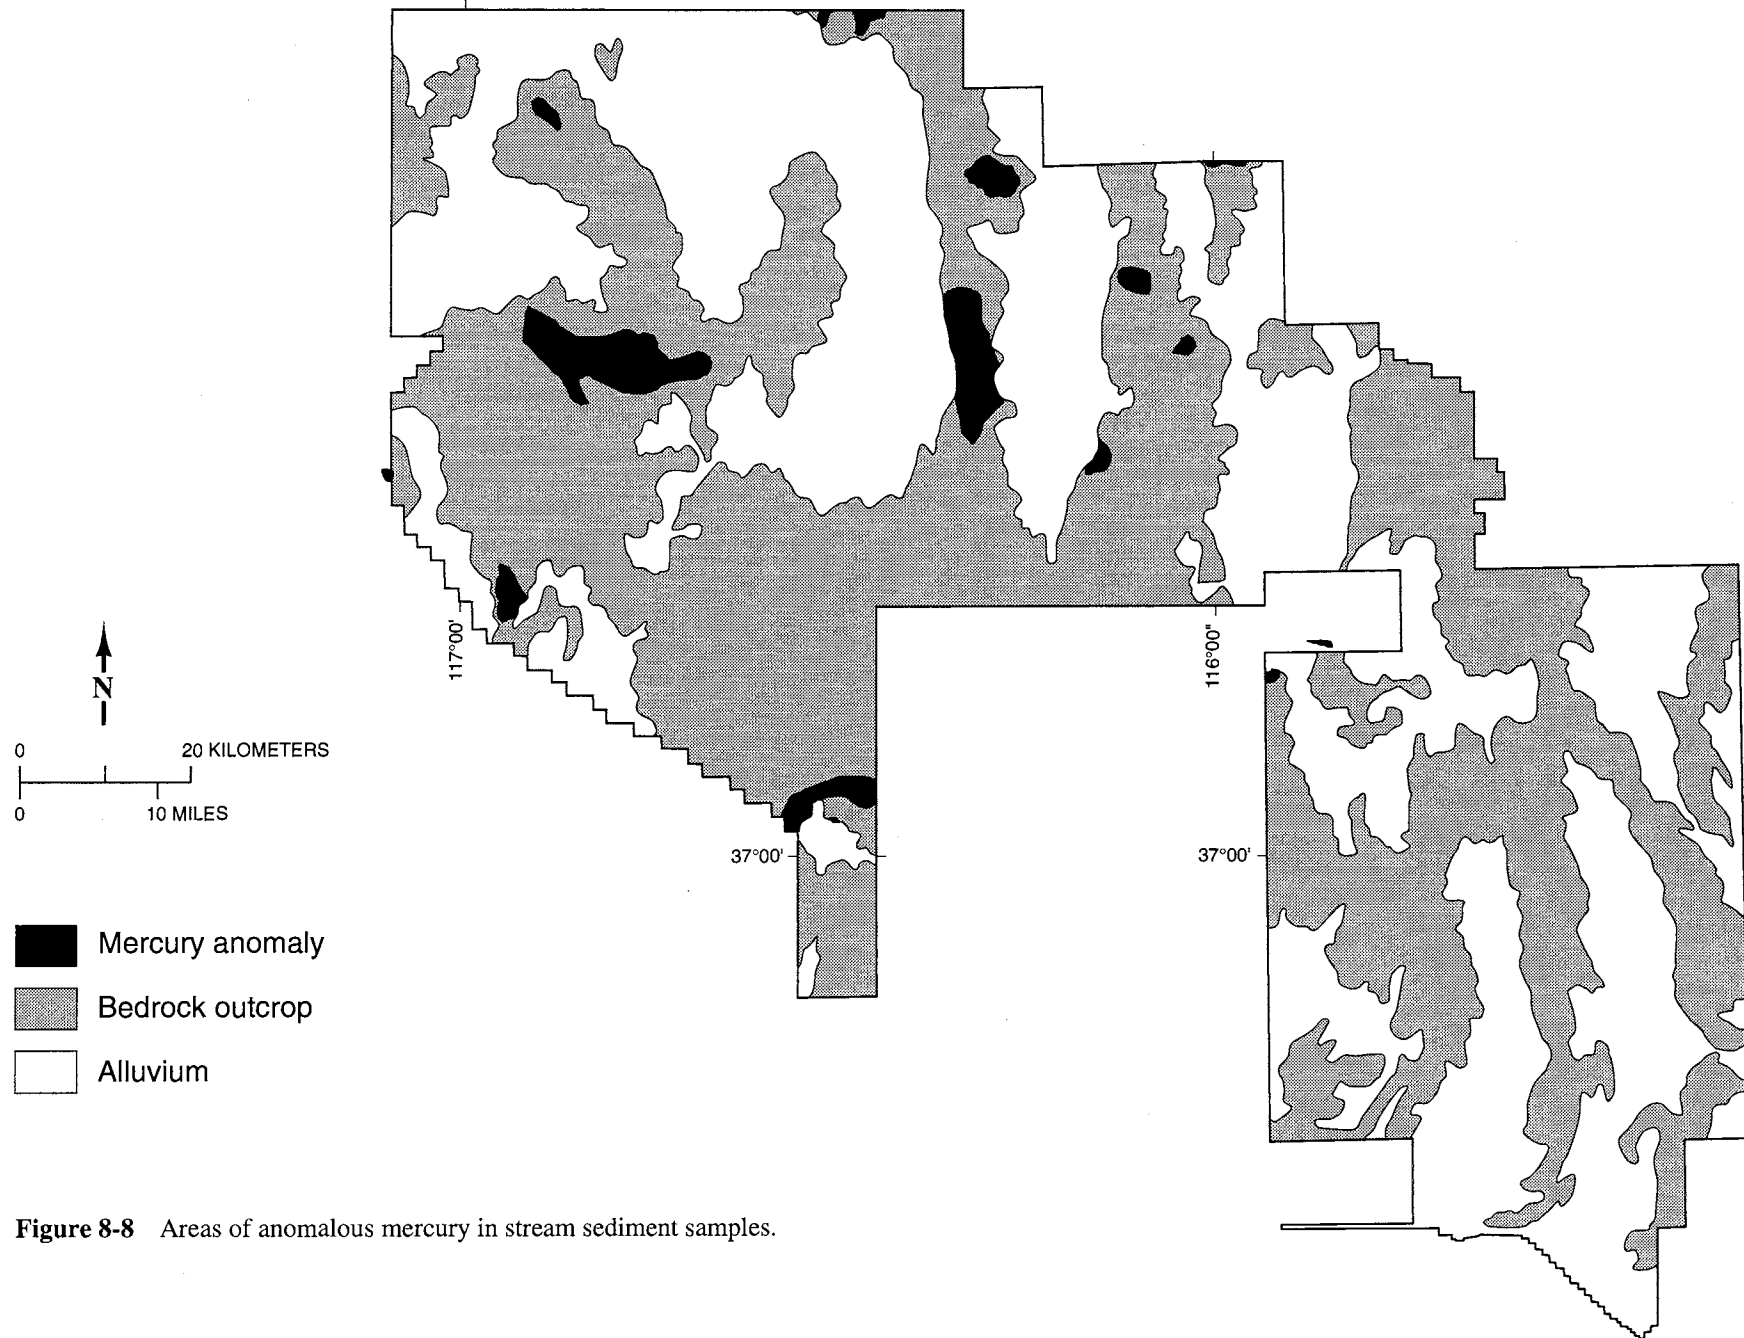 117°00'
116°00"
N
0 20 KILOMETERS
0 10 MILES
37°00'
37°00'
Mercury anomaly
Bedrock outcrop
Alluvium
Figure 8-8 Areas of anomalous mercury in stream sediment samples.